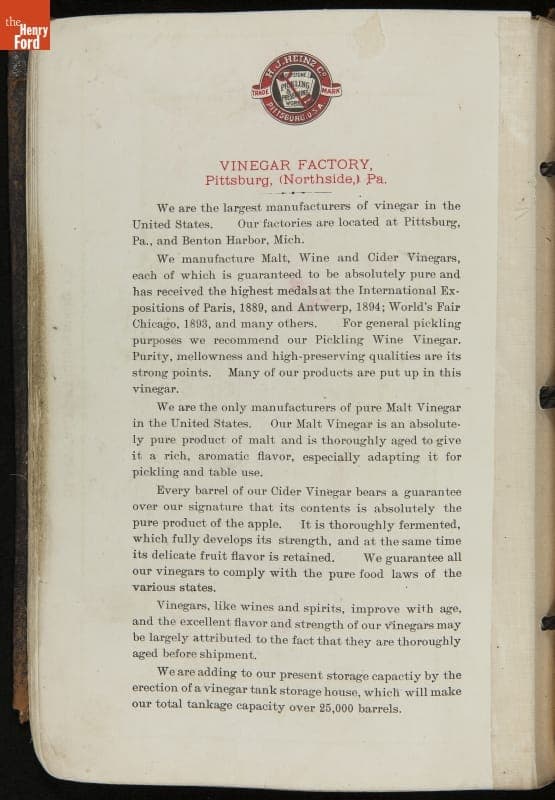 the
Henry
Ford
H.J. HEINZ CO.
KEYSTONE
PICKLING
PRESERVING
WORKS
TRADE MARK
PITTSBURG, U.S.A.
VINEGAR FACTORY,
Pittsburg, (Northside,) Pa.
We are the largest manufacturers of vinegar in the
United States. Our factories are located at Pittsburg,
Pa., and Benton Harbor, Mich.
We manufacture Malt, Wine and Cider Vinegars,
each of which is guaranteed to be absolutely pure and
has received the highest medals at the International Ex-
positions of Paris, 1889, and Antwerp, 1894; World's Fair
Chicago, 1893, and many others. For general pickling
purposes we recommend our Pickling Wine Vinegar.
Purity, mellowness and high-preserving qualities are its
strong points. Many of our products are put up in this
vinegar.
We are the only manufacturers of pure Malt Vinegar
in the United States. Our Malt Vinegar is an absolute-
ly pure product of malt and is thoroughly aged to give
it a rich, aromatic flavor, especially adapting it for
pickling and table use.
Every barrel of our Cider Vinegar bears a guarantee
over our signature that its contents is absolutely the
pure product of the apple. It is thoroughly fermented,
which fully develops its strength, and at the same time
its delicate fruit flavor is retained. We guarantee all
our vinegars to comply with the pure food laws of the
various states.
Vinegars, like wines and spirits, improve with age,
and the excellent flavor and strength of our vinegars may
be largely attributed to the fact that they are thoroughly
aged before shipment.
We are adding to our present storage capactiy by the
erection of a vinegar tank storage house, which will make
our total tankage capacity over 25,000 barrels.